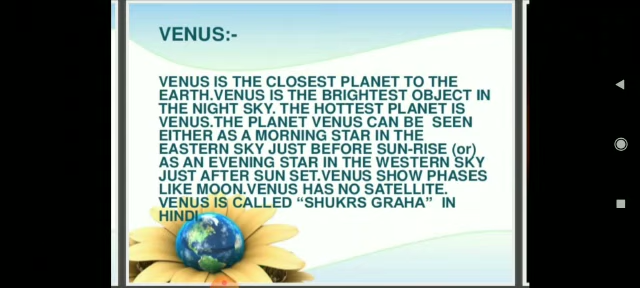 VENUS:-
VENUS IS THE CLOSEST PLANET TO THE
EARTH.VENUS IS THE BRIGHTEST OBJECT IN
THE NIGHT SKY. THE HOTTEST PLANET IS
VENUS.THE PLANET VENUS CAN BE  SEEN
EITHER AS A MORNING STAR IN THE
EASTERN SKY JUST BEFORE SUN-RISE (or)
AS AN EVENING STAR IN THE WESTERN SKY
JUST AFTER SUN SET.VENUS SHOW PHASES
LIKE MOON.VENUS HAS NO SATELLITE.
VENUS IS CALLED “SHUKRS GRAHA”  IN
HINDI